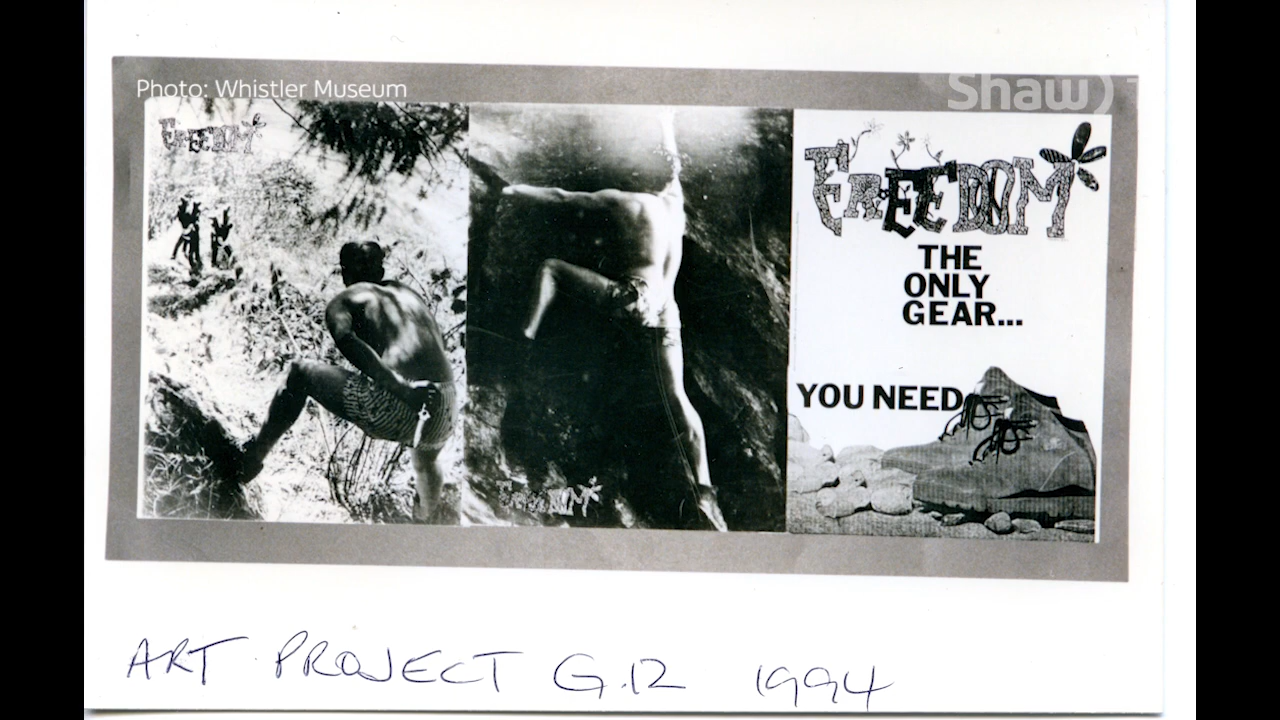 Photo: Whistler Museum
Shaw)
FREEDOM
FREEDOM
FREEDOM
THE
ONLY
GEAR...
YOU NEED
ART PROJECT G.12 1994